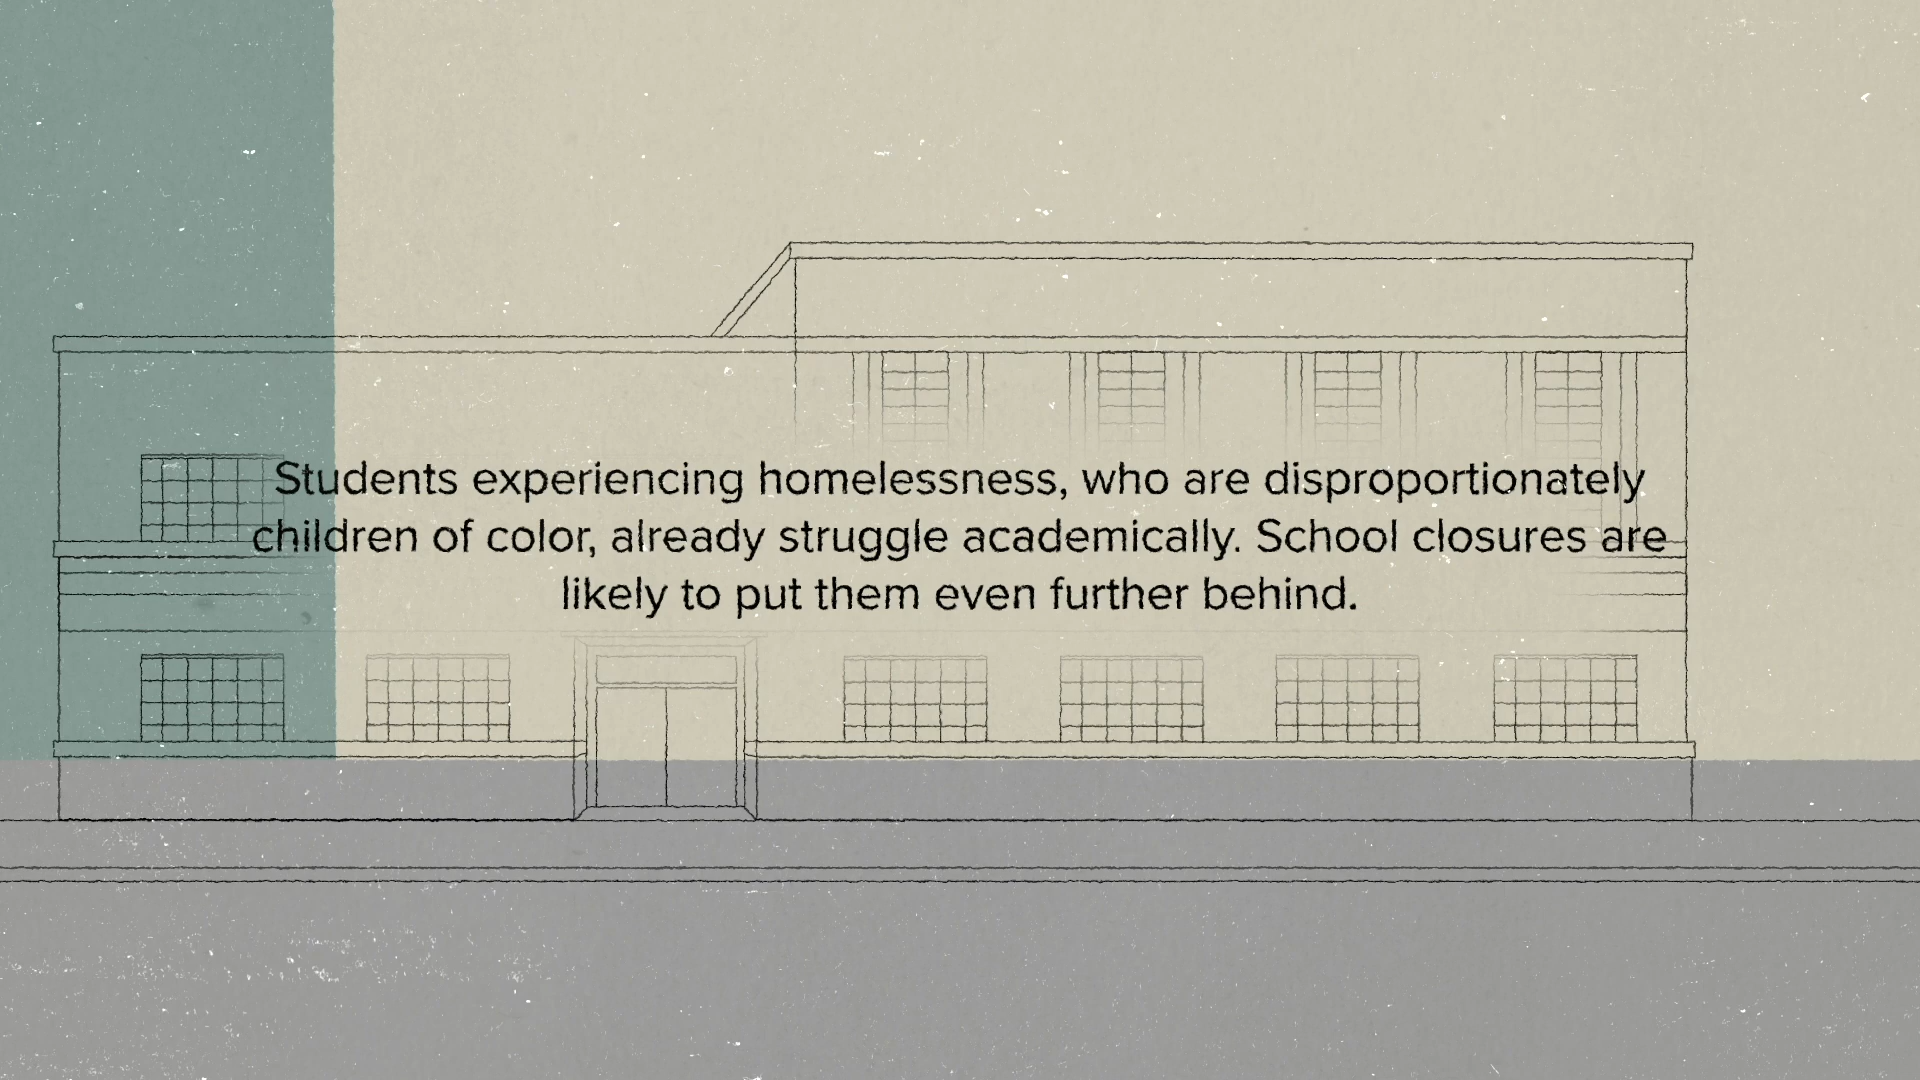 Students experiencing homelessness, who are disproportionately
children of color, already struggle academically. School closures are
likely to put them even further behind.